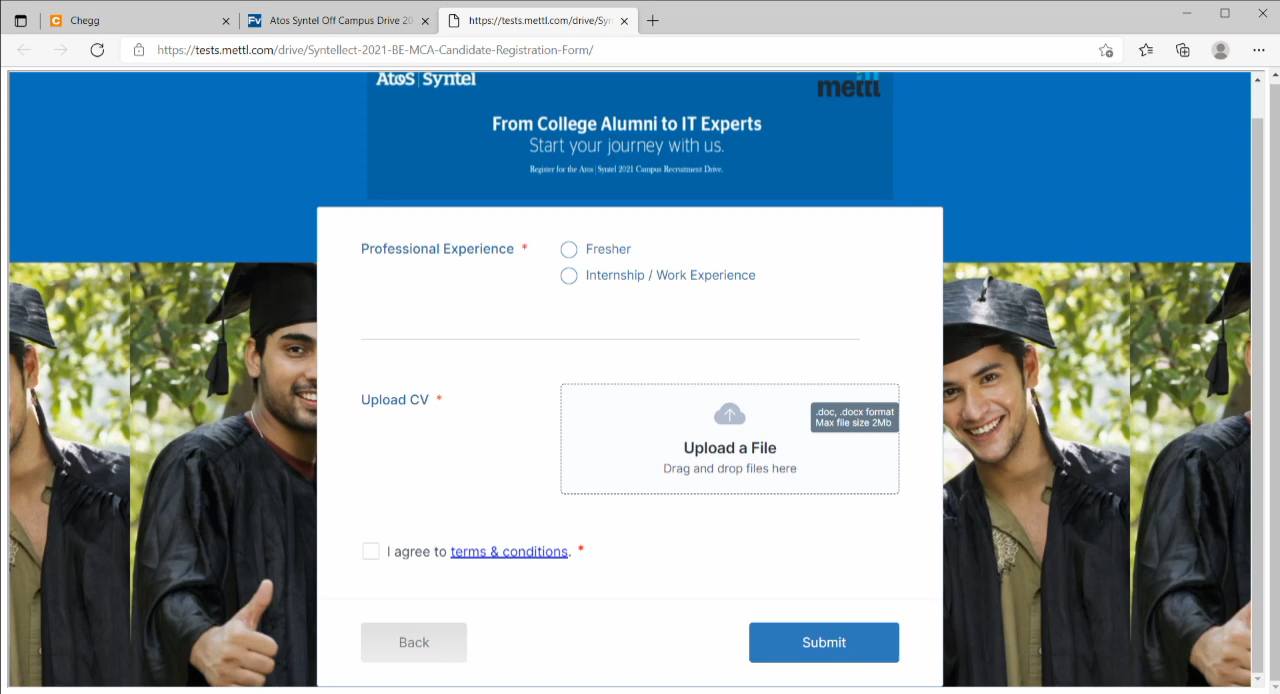 Chegg
Atos Syntel Off Campus Drive 20
https://tests.mettl.com/drive/Syn
https://tests.mettl.com/drive/Syntellect-2021-BE-MCA-Candidate-Registration-Form/
Atos | Syntel
mettl
From College Alumni to IT Experts
Start your journey with us.
Register for the Atos | Syntel 2021 Campus Recruitment Drive.
Professional Experience *
Fresher
Internship / Work Experience
Upload CV *
.doc, .docx format
Max file size 2Mb
Upload a File
Drag and drop files here
I agree to terms & conditions. *
Back
Submit